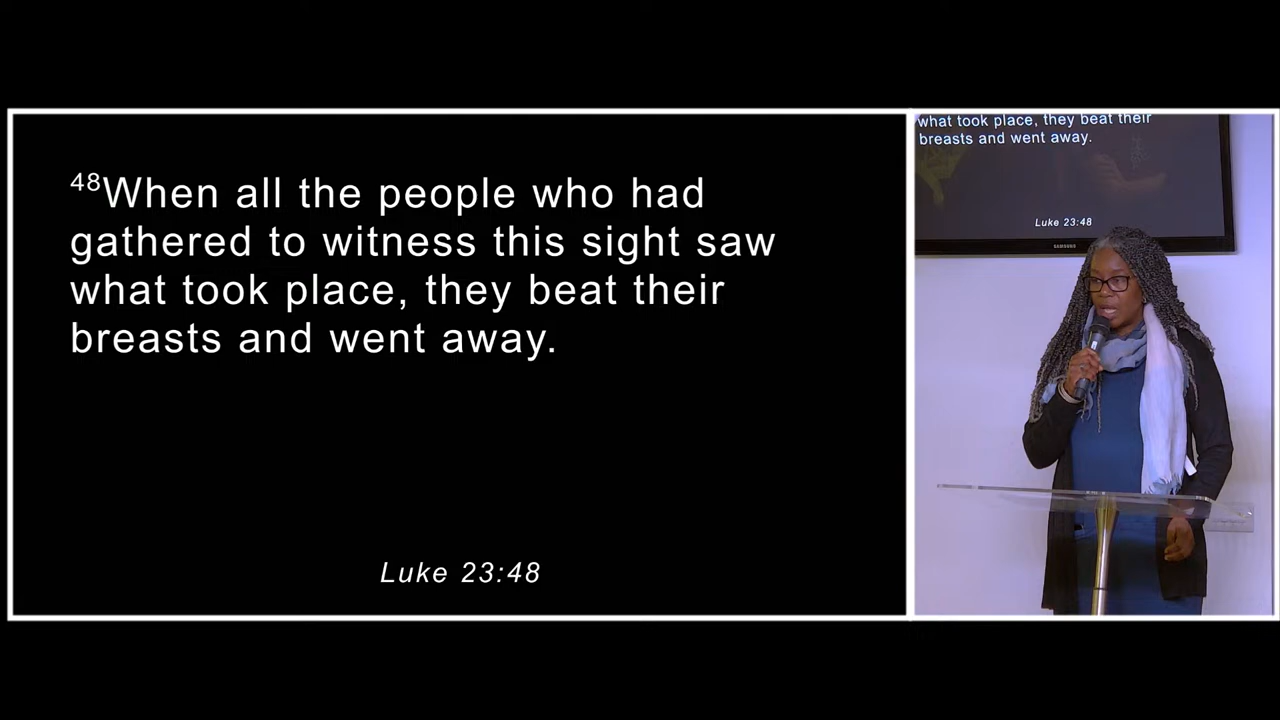 48When all the people who had
gathered to witness this sight saw
what took place, they beat their
breasts and went away.
Luke 23:48
what took place, they beat their
breasts and went away.
Luke 23:48
SAMSUNG